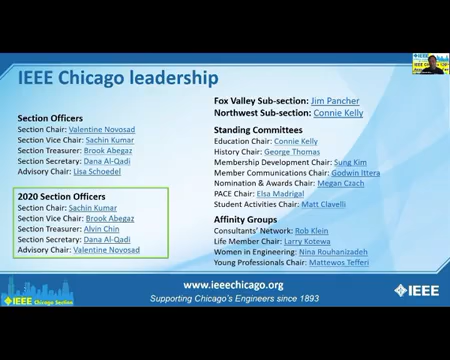 IEEE Chicago leadership
Section Officers
Section Chair: Valentine Novosad
Section Vice Chair: Sachin Kumar
Section Treasurer: Brook Abegaz
Section Secretary: Dana Al-Qadi
Advisory Chair: Lisa Schoedel
2020 Section Officers
Section Chair: Sachin Kumar
Section Vice Chair: Brook Abegaz
Section Treasurer: Alvin Chin
Section Secretary: Dana Al-Qadi
Advisory Chair: Valentine Novosad
Fox Valley Sub-section: Jim Pancher
Northwest Sub-section: Connie Kelly
Standing Committees
Education Chair: Connie Kelly
History Chair: George Thomas
Membership Development Chair: Sung Kim
Member Communications Chair: Godwin Ittera
Nomination & Awards Chair: Megan Czach
PACE Chair: Elsa Madrigal
Student Activities Chair: Matt Clavelli
Affinity Groups
Consultants' Network: Rob Klein
Life Member Chair: Larry Kotewa
Women in Engineering: Nina Rouhanizadeh
Young Professionals Chair: Mattewos Tefferi
IEEE Chicago Section
www.ieeechicago.org
Supporting Chicago's Engineers since 1893
IEEE